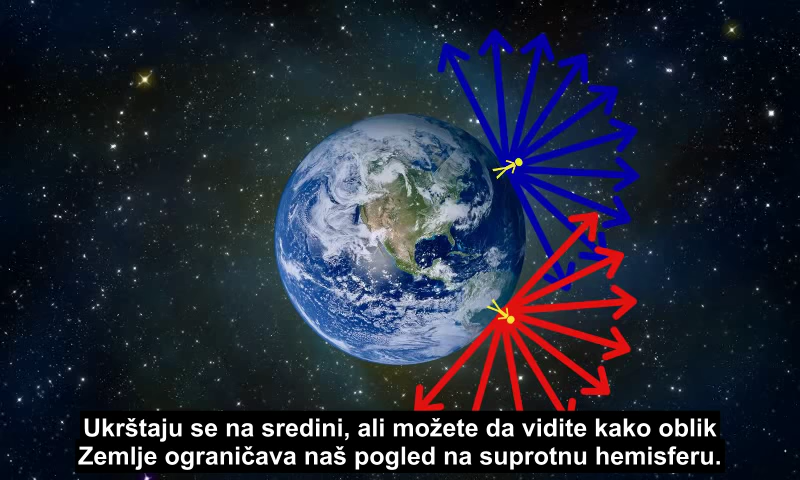 Ukrštaju se na sredini, ali možete da vidite kako oblik
Zemlje ograničava naš pogled na suprotnu hemisferu.